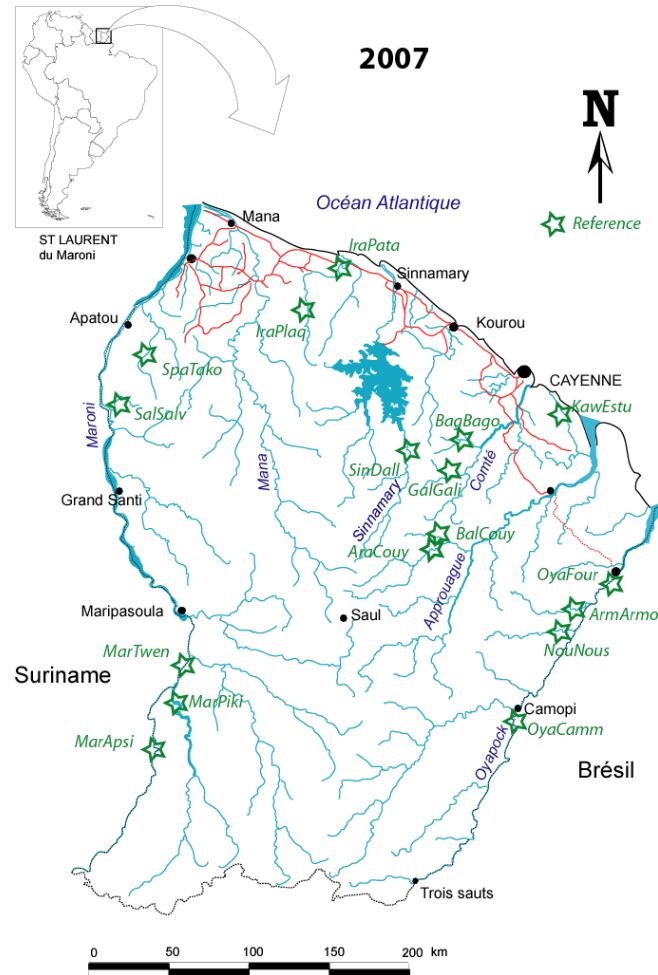 2007
N
Océan Atlantique
Reference
ST LAURENT
du Maroni
Mana
IraPata
Sinnamary
Apatou
IraPlaq
Kourou
SpaTako
CAYENNE
SalSalv
KawEstu
Maroni
BagBago
Mana
SinDall
Comté
GalGali
Grand Santi
Sinnamary
BalCouy
AraCouy
Approuague
OyaFour
Maripasoula
Saul
ArmArmo
NouNous
MarTwen
Suriname
MarPiki
Camopi
OyaCamm
MarApsi
Oyapock
Brésil
Trois sauts
0 50 100 150 200 km